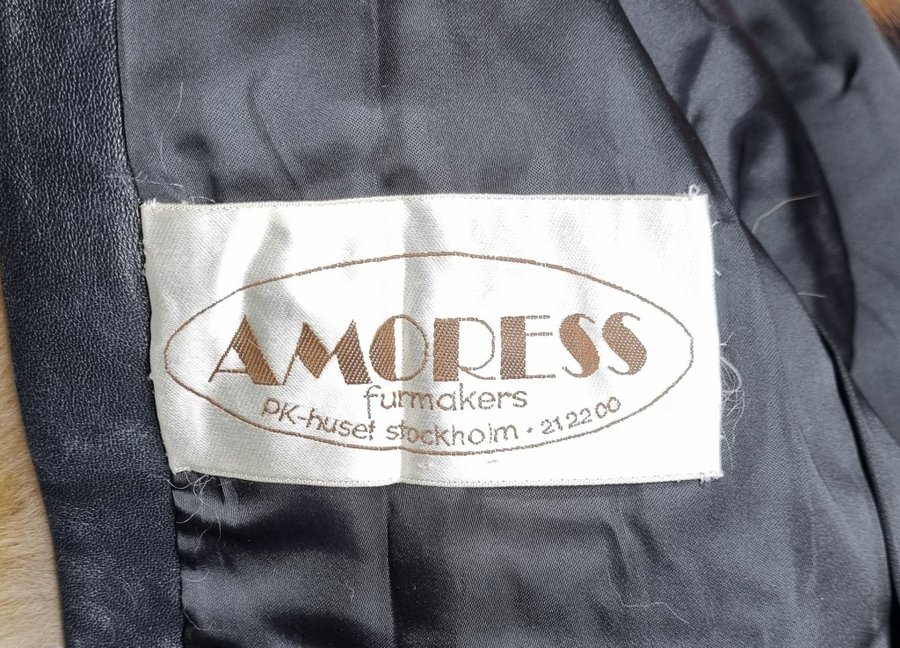 AMORESS
furmakers
PK-huset stockholm · 21 22 00